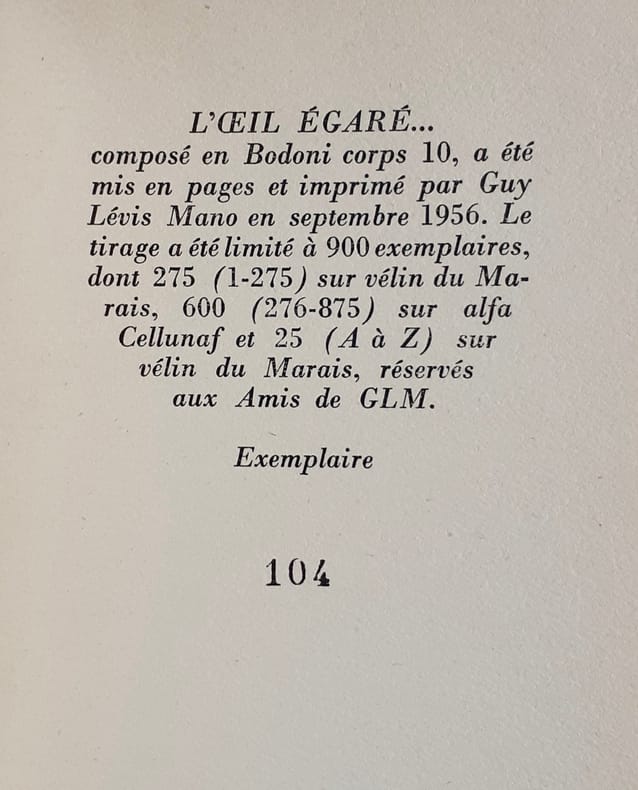 L'ŒIL ÉGARÉ...
composé en Bodoni corps 10, a été
mis en pages et imprimé par Guy
Lévis Mano en septembre 1956. Le
tirage a été limité à 900 exemplaires,
dont 275 (1-275) sur vélin du Ma-
rais, 600 (276-875) sur alfa
Cellunaf et 25 (A à Z) sur
vélin du Marais, réservés
aux Amis de GLM.
Exemplaire
104